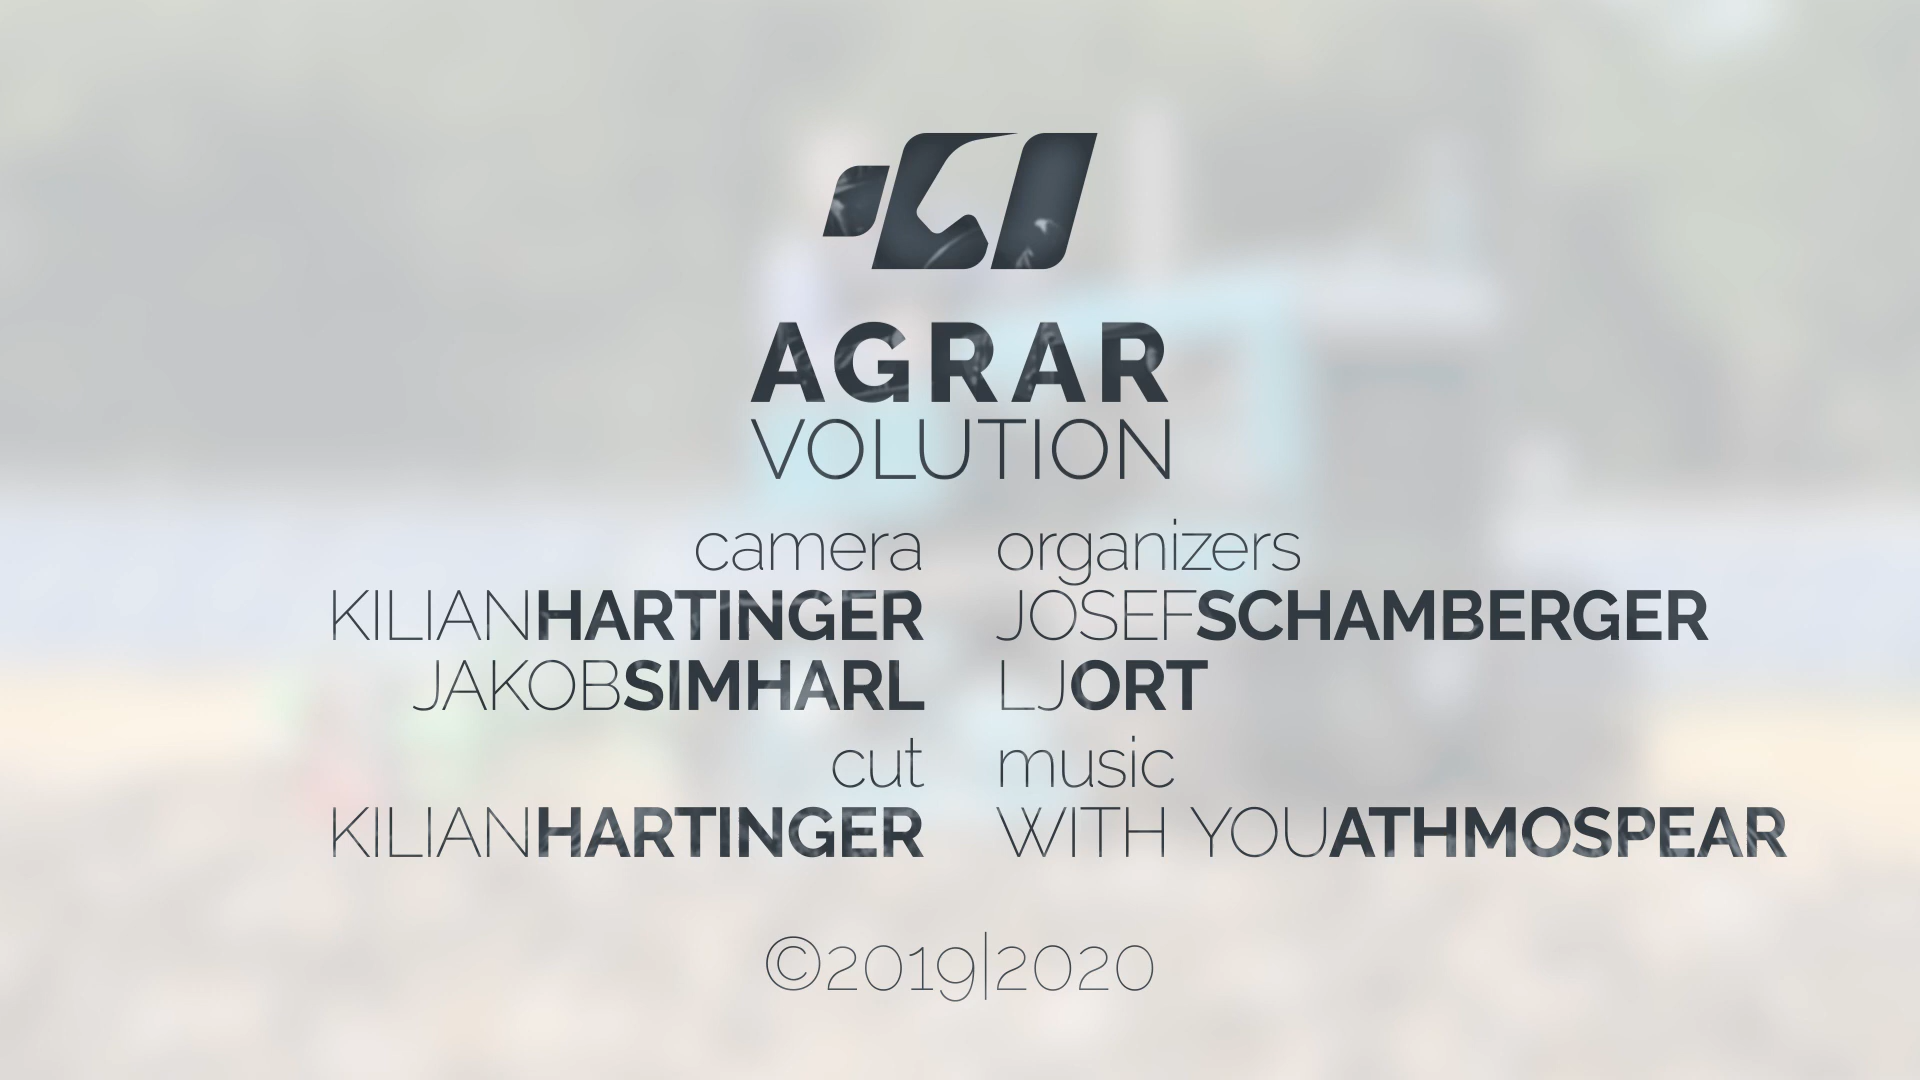 AGRAR
VOLUTION
camera
KILIANHARTINGER
JAKOBSIMHARL
cut
KILIANHARTINGER
organizers
JOSEFSCHAMBERGER
LJORT
music
WITH YOUATHMOSPEAR
©2019|2020